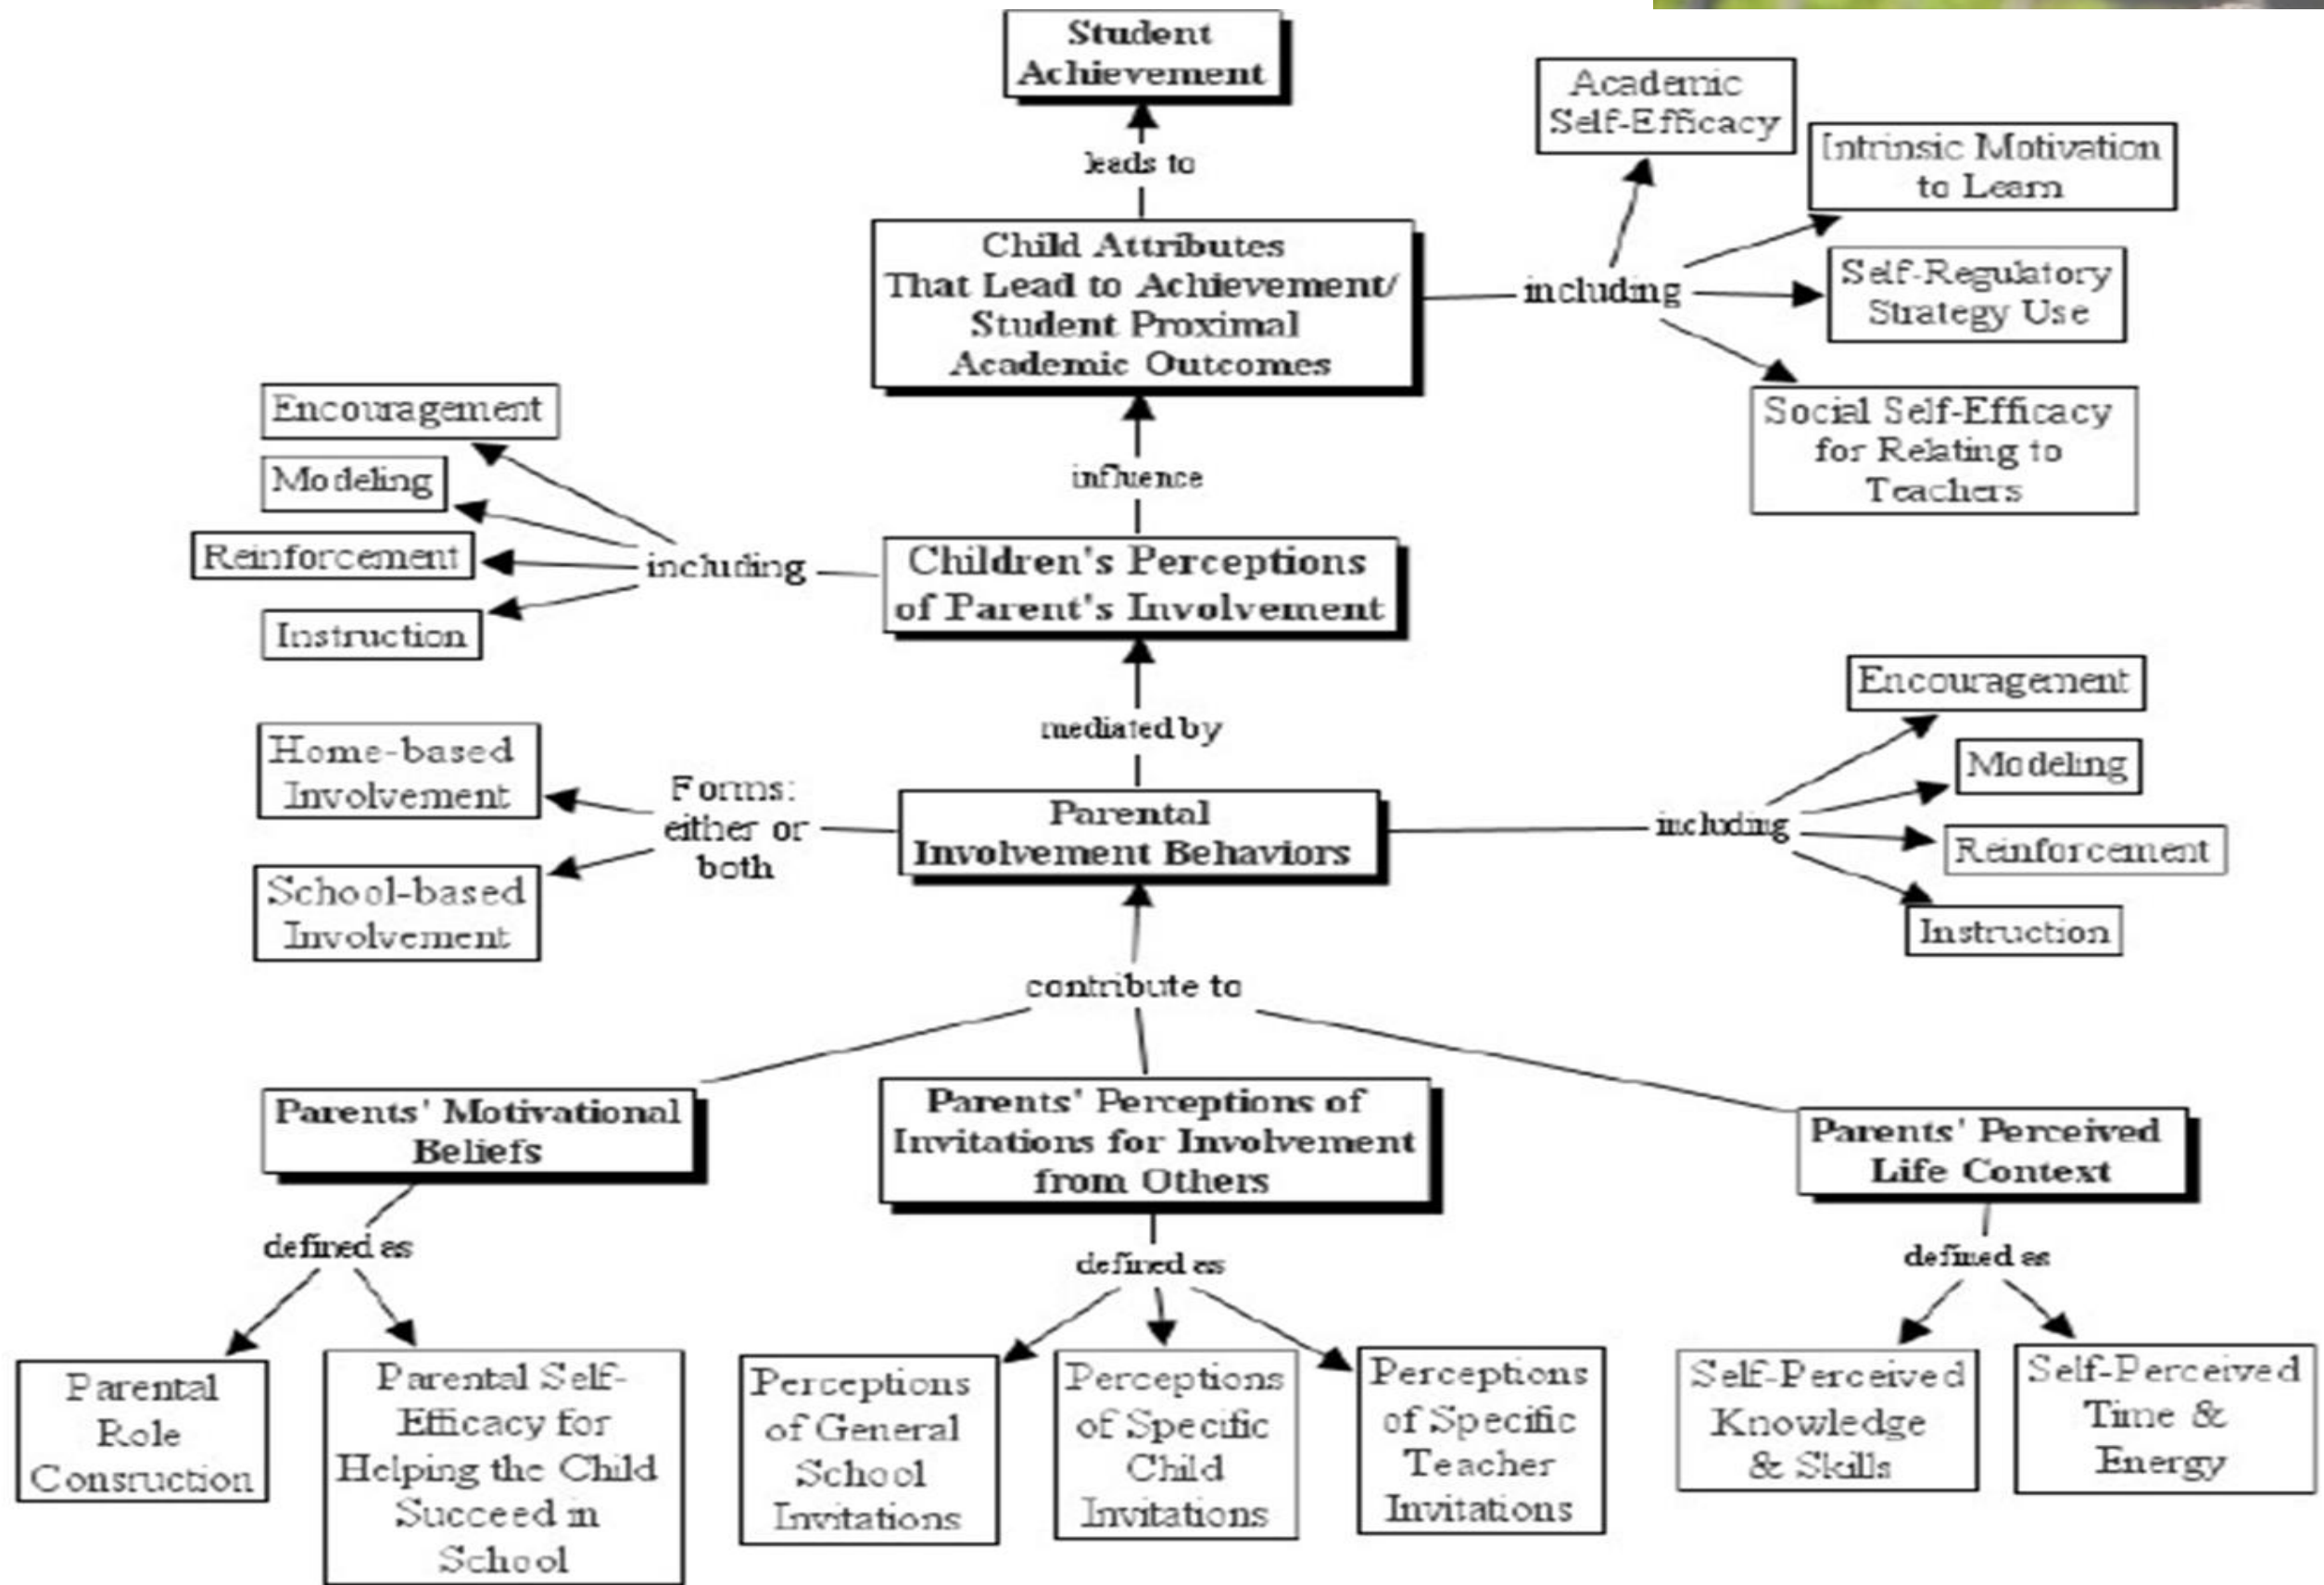 Student
Achievement
leads to
Academic
Self-Efficacy
Intrinsic Motivation
to Learn
Child Attributes
That Lead to Achievement/
Student Proximal
Academic Outcomes
including
Self-Regulatory
Strategy Use
Social Self-Efficacy
for Relating to
Teachers
influence
Encouragement
Modeling
Reinforcement
Instruction
including
Children's Perceptions
of Parent's Involvement
mediated by
Home-based
Involvement
School-based
Involvement
Forms:
either or
both
Parental
Involvement Behaviors
including
Encouragement
Modeling
Reinforcement
Instruction
contribute to
Parents' Motivational
Beliefs
Parents' Perceptions of
Invitations for Involvement
from Others
Parents' Perceived
Life Context
defined as
defined as
defined as
Parental
Role
Consruction
Parental Self-
Efficacy for
Helping the Child
Succeed in
School
Perceptions
of General
School
Invitations
Perceptions
of Specific
Child
Invitations
Perceptions
of Specific
Teacher
Invitations
Self-Perceived
Knowledge
& Skills
Self-Perceived
Time &
Energy